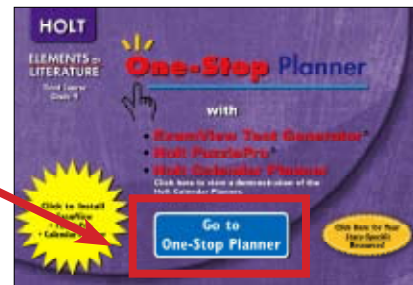 HOLT
ELEMENTS OF
LITERATURE
Third Course
Grade 9
One-Stop Planner
with
• ExamView Test Generator®
• Holt PuzzlePro®
• Holt Calendar Planner
Click here to view a demonstration of the
Holt Calendar Planner
Click to Install
Go to
One-Stop Planner
Click Here for Your
State-Specific
Resources!